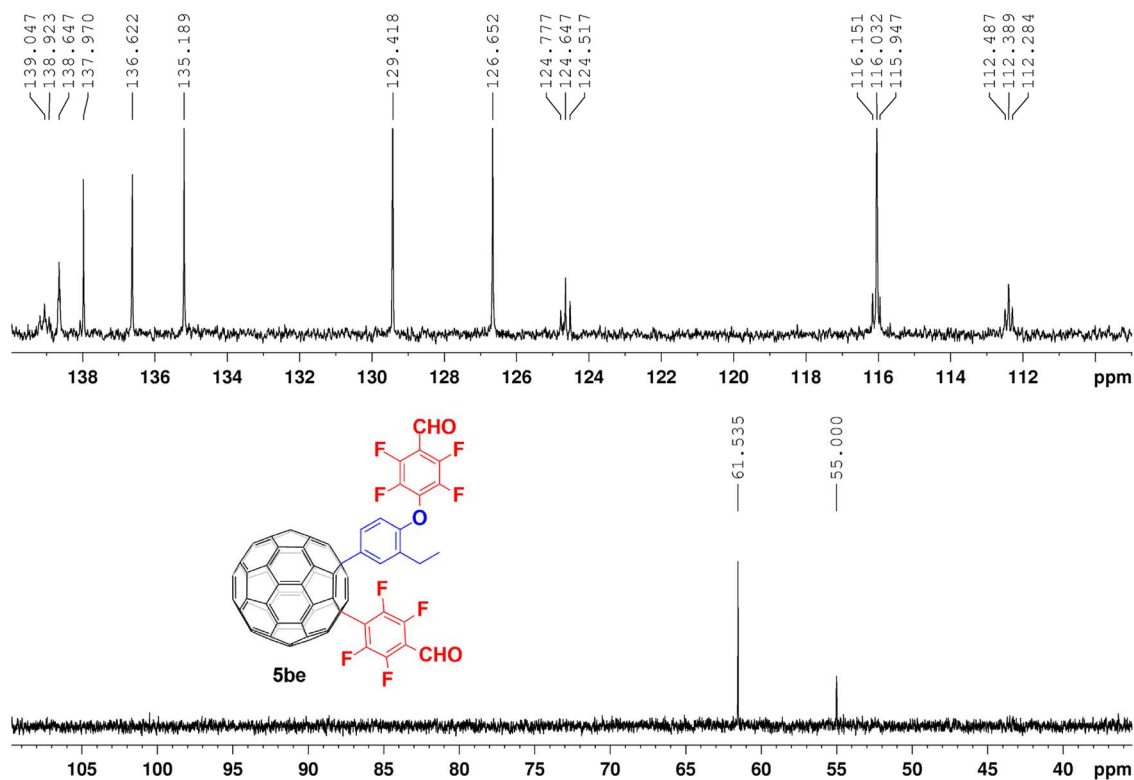 139.047
138.923
138.647
137.970
136.622
135.189
129.418
126.652
124.777
124.647
124.517
116.151
116.032
115.947
112.487
112.389
112.284
138 136 134 132 130 128 126 124 122 120 118 116 114 112 ppm
61.535
55.000
CHO
F F
F F
O
F F
F F
CHO
5be
105 100 95 90 85 80 75 70 65 60 55 50 45 40 ppm